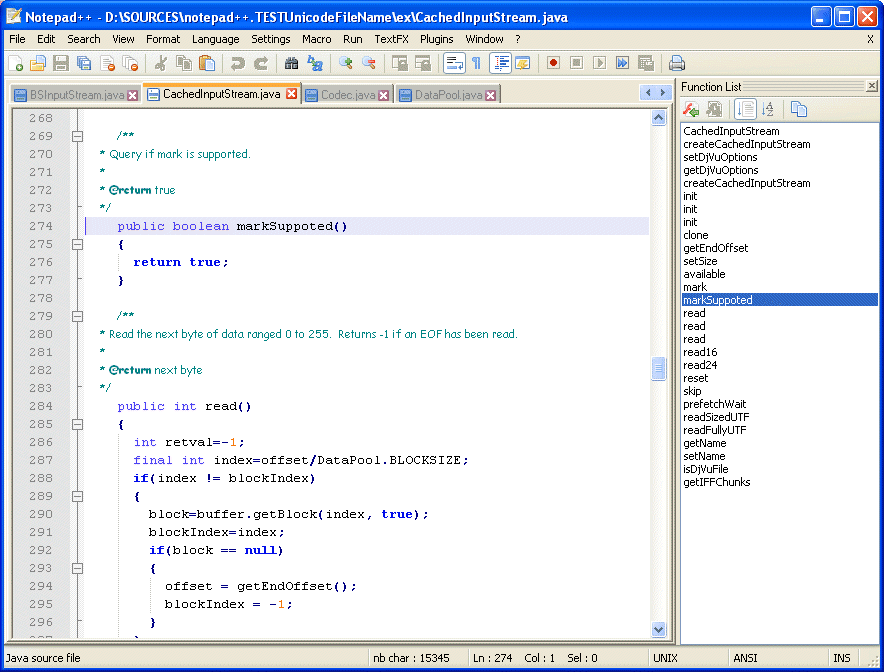 Notepad++ - D:\SOURCES\notepad++.TESTUnicodeFileName\ex\CachedInputStream.java
File Edit Search View Format Language Settings Macro Run TextFX Plugins Window ? X
BSInputStream.java CachedInputStream.java Codec.java DataPool.java
268
269 /**
270 * Query if mark is supported.
271 *
272 * @return true
273 */
274 public boolean markSuppoted()
275 {
276 return true;
277 }
278
279 /**
280 * Read the next byte of data ranged 0 to 255. Returns -1 if an EOF has been read.
281 *
282 * @return next byte
283 */
284 public int read()
285 {
286 int retval=-1;
287 final int index=offset/DataPool.BLOCKSIZE;
288 if(index != blockIndex)
289 {
290 block=buffer.getBlock(index, true);
291 blockIndex=index;
292 if(block == null)
293 {
294 offset = getEndOffset();
295 blockIndex = -1;
296 }
Function List
CachedInputStream
createCachedInputStream
setDjVuOptions
getDjVuOptions
createCachedInputStream
init
init
init
clone
getEndOffset
setSize
available
mark
markSuppoted
read
read
read
read16
read24
reset
skip
prefetchWait
readSizedUTF
readFullyUTF
getName
setName
isDjVuFile
getIFFChunks
Java source file nb char : 15345 Ln : 274 Col : 1 Sel : 0 UNIX ANSI INS